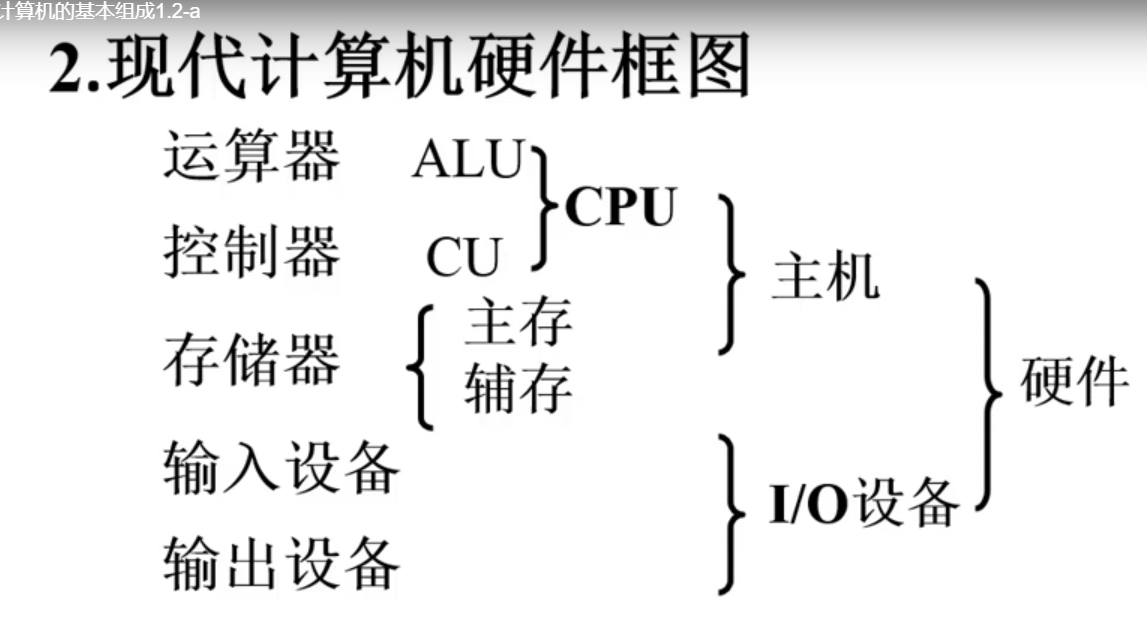 计算机的基本组成1.2-a
2.现代计算机硬件框图
运算器 ALU
CPU
控制器 CU
主机
存储器 主存
辅存
硬件
输入设备
I/O设备
输出设备